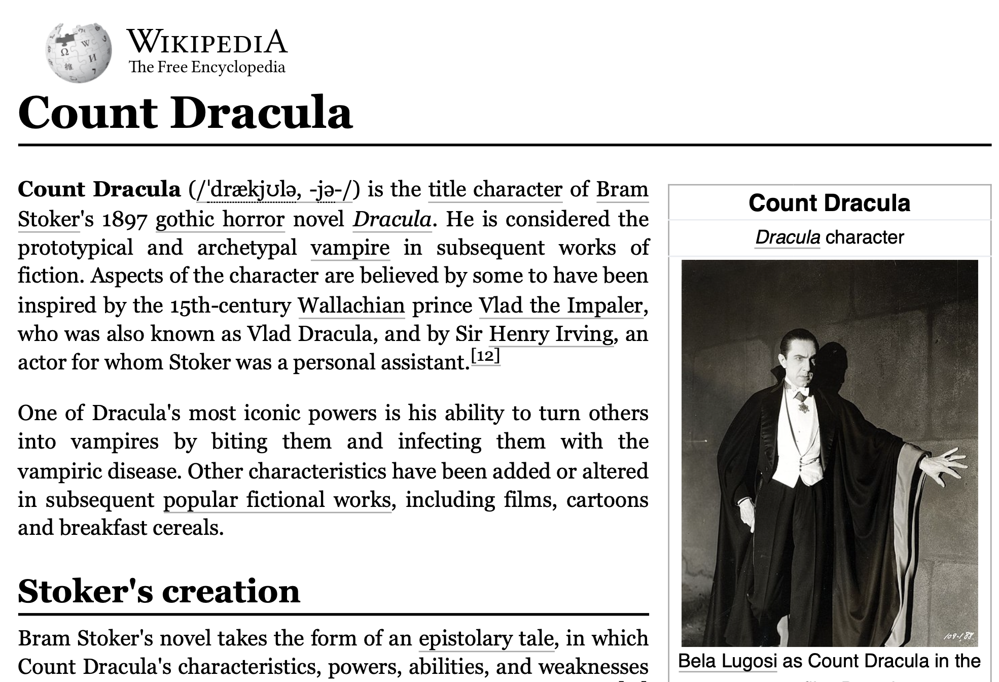 WIKIPEDIA
The Free Encyclopedia
Count Dracula
Count Dracula (/ˈdrækjʊlə, -jə-/) is the title character of Bram
Stoker's 1897 gothic horror novel Dracula. He is considered the
prototypical and archetypal vampire in subsequent works of
fiction. Aspects of the character are believed by some to have been
inspired by the 15th-century Wallachian prince Vlad the Impaler,
who was also known as Vlad Dracula, and by Sir Henry Irving, an
actor for whom Stoker was a personal assistant.[12]
One of Dracula's most iconic powers is his ability to turn others
into vampires by biting them and infecting them with the
vampiric disease. Other characteristics have been added or altered
in subsequent popular fictional works, including films, cartoons
and breakfast cereals.
Stoker's creation
Bram Stoker's novel takes the form of an epistolary tale, in which
Count Dracula's characteristics, powers, abilities, and weaknesses
Count Dracula
Dracula character
109-188
Bela Lugosi as Count Dracula in the